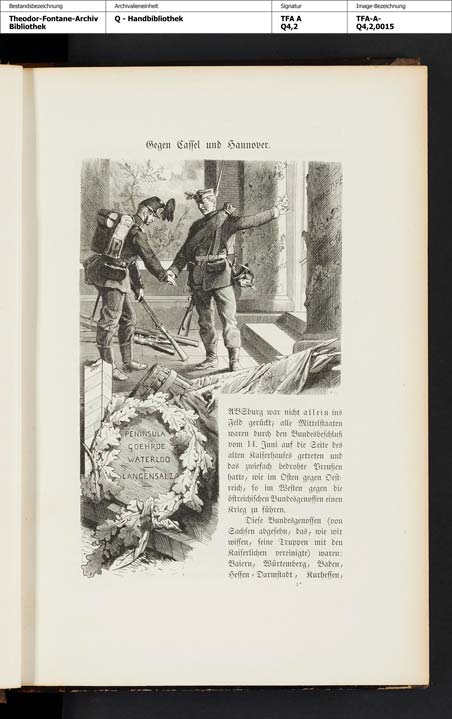 Bestandsbezeichnung
Archivalieneinheit
Signatur
Image-Bezeichnung
Theodor-Fontane-Archiv
Bibliothek
Q - Handbibliothek
TFA A
Q4,2
TFA-A-
Q4,2,0015
Gegen Cassel und Hannover.
ABSburg war nicht allein ins
Feld gerückt; alle Mittelstaaten
waren durch den Bundesbeschluß
vom 14. Juni auf die Seite des
alten Kaiserhauses getreten und
das zwiefach bedrohte Preußen
hatte, wie im Osten gegen Oest-
reich, so im Westen gegen die
östreichischen Bundesgenossen einen
Krieg zu führen.
Diese Bundesgenossen (von
Sachsen abgesehn, das, wie wir
wissen, seine Truppen mit den
Kaiserlichen vereinigte) waren:
Baiern, Würtemberg, Baden,
Hessen-Darmstadt, Kurhessen,
1*
PENINSULA
GOEHRDE
WATERLOO
LANGENSALZ